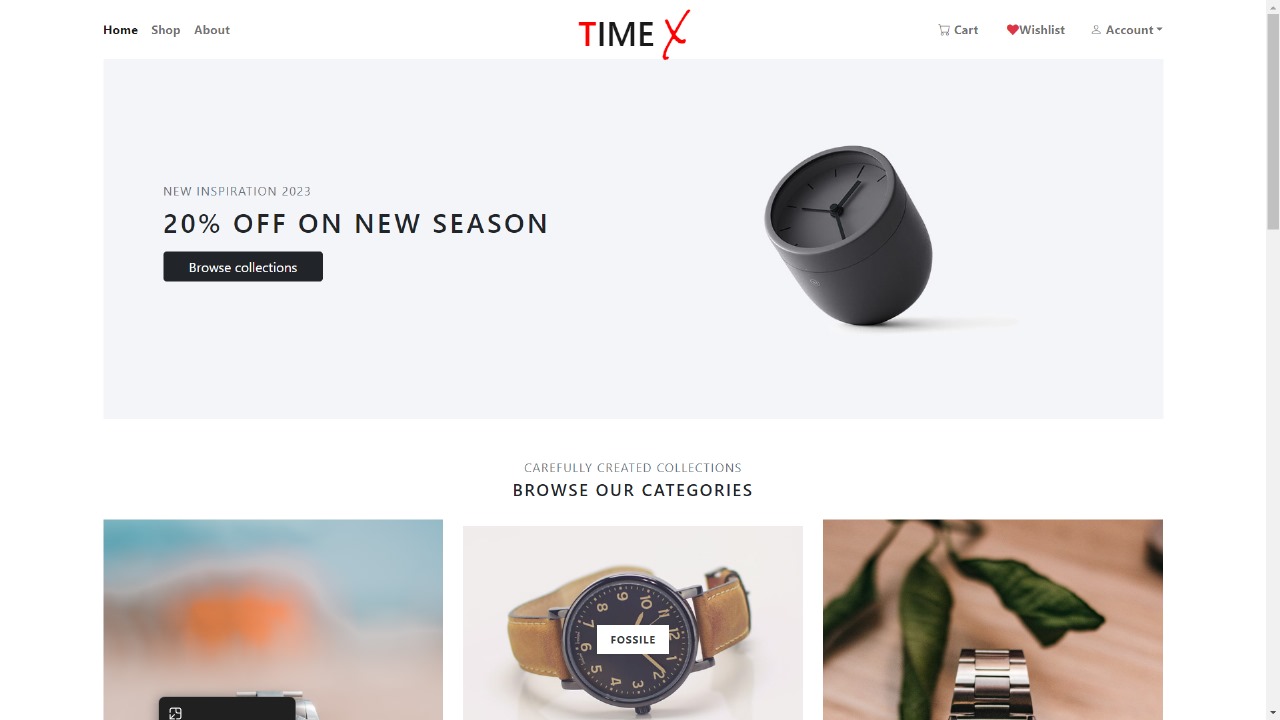 Home Shop About
TIME X
Cart Wishlist Account
NEW INSPIRATION 2023
20% OFF ON NEW SEASON
Browse collections
CAREFULLY CREATED COLLECTIONS
BROWSE OUR CATEGORIES
FOSSILE